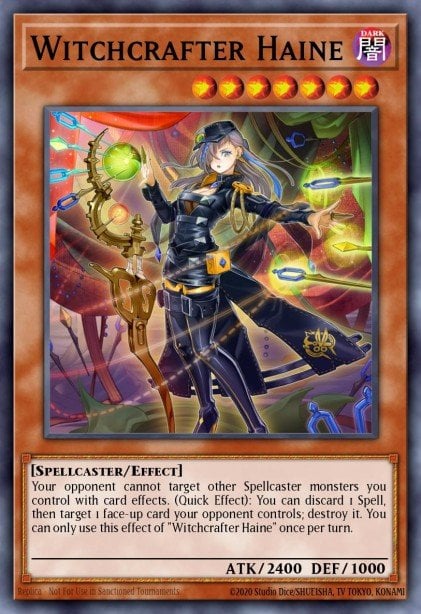 WITCHCRAFTER HAINE
DARK
闇
[SPELLCASTER/EFFECT]
Your opponent cannot target other Spellcaster monsters you
control with card effects. (Quick Effect): You can discard 1 Spell,
then target 1 face-up card your opponent controls; destroy it. You
can only use this effect of "Witchcrafter Haine" once per turn.
ATK/2400 DEF/1000
Replica - Not For Use in Sanctioned Tournaments
©2020 Studio Dice/SHUEISHA, TV TOKYO, KONAMI